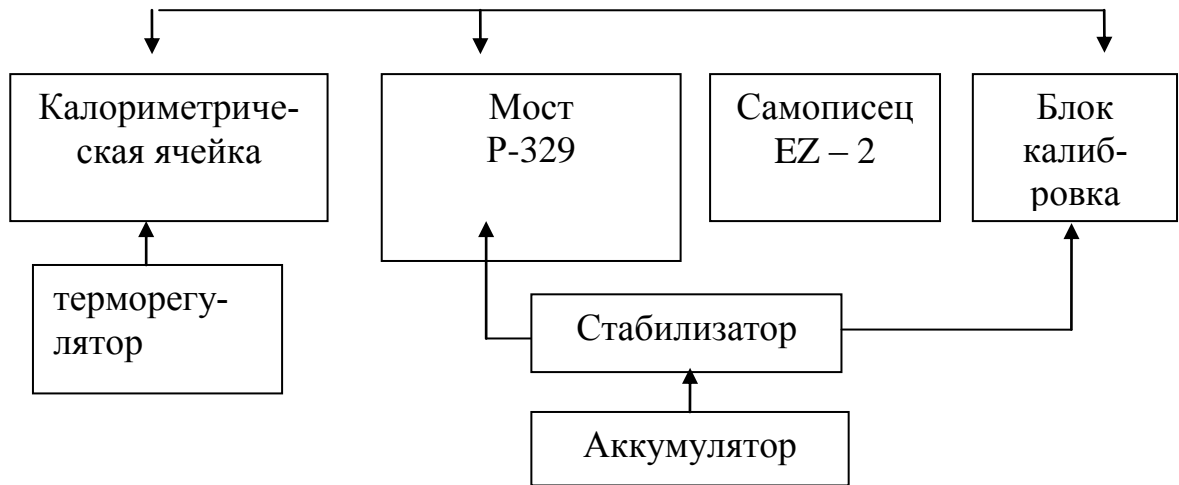 Калориметриче-
ская ячейка
Мост
Р-329
Самописец
EZ – 2
Блок
калиб-
ровка
терморегу-
лятор
Стабилизатор
Аккумулятор